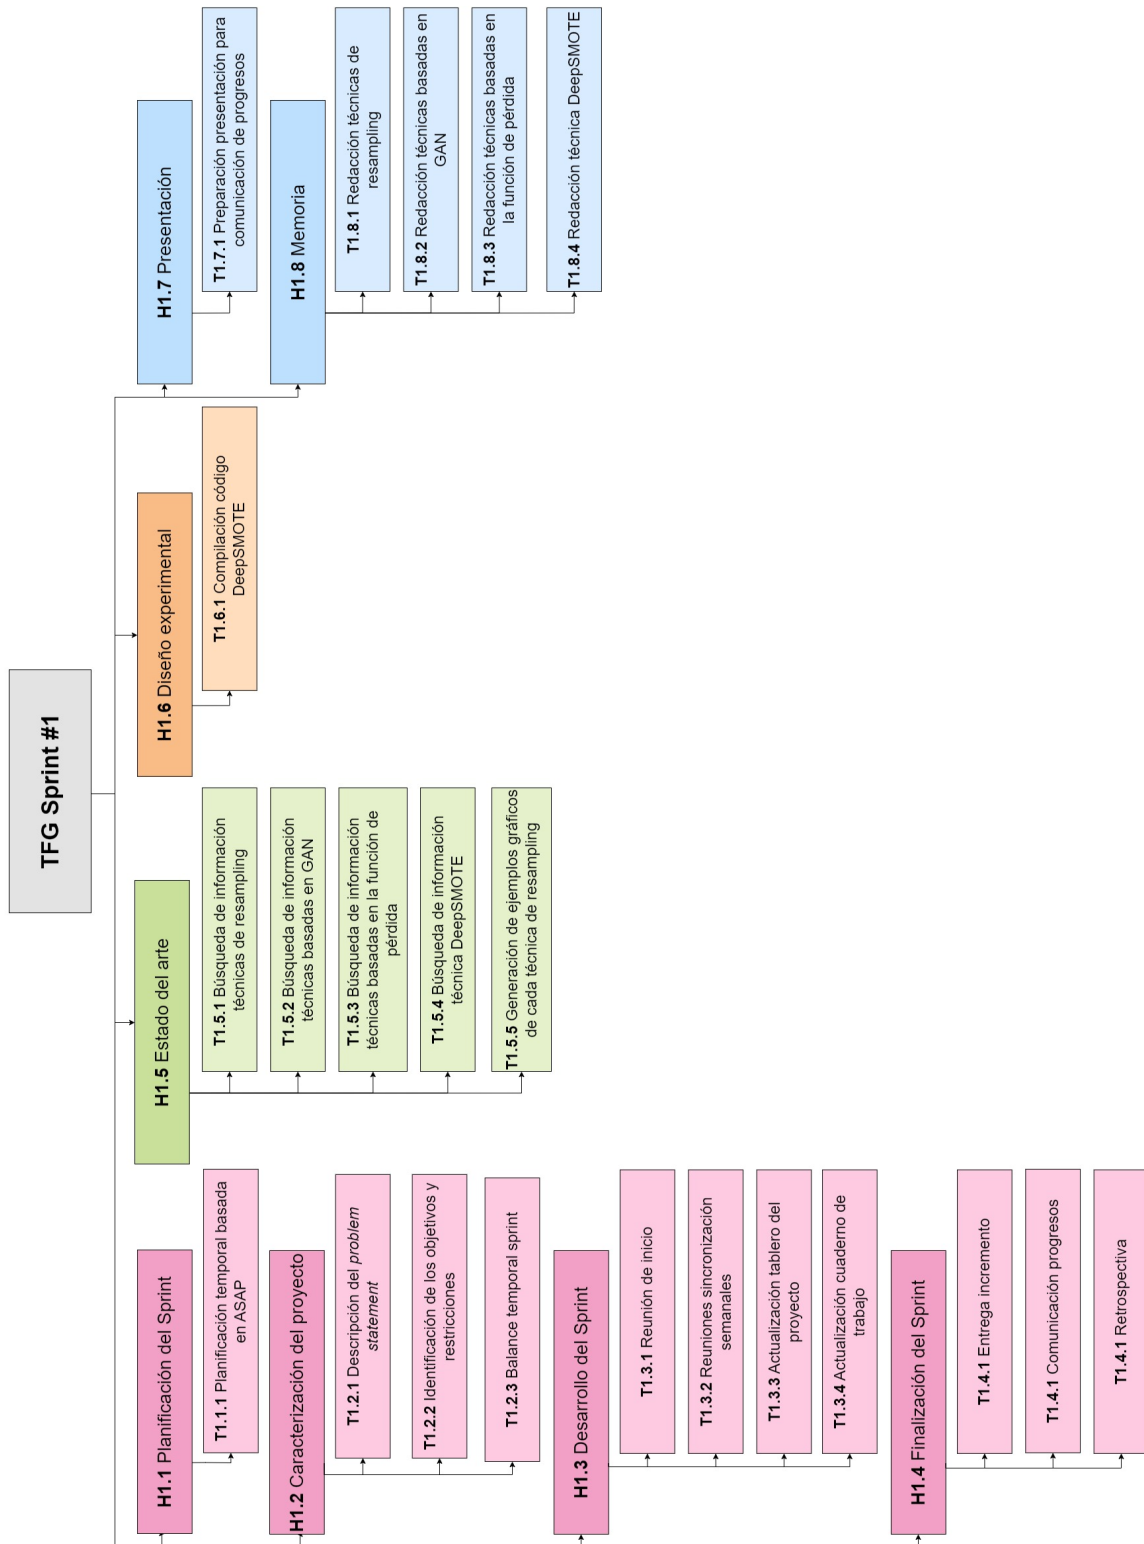 TFG Sprint #1
H1.1 Planificación del Sprint
T1.1.1 Planificación temporal basada
en ASAP
H1.2 Caracterización del proyecto
T1.2.1 Descripción del problem
statement
T1.2.2 Identificación de los objetivos y
restricciones
T1.2.3 Balance temporal sprint
H1.3 Desarrollo del Sprint
T1.3.1 Reunión de inicio
T1.3.2 Reuniones sincronización
semanales
T1.3.3 Actualización tablero del
proyecto
T1.3.4 Actualización cuaderno de
trabajo
H1.4 Finalización del Sprint
T1.4.1 Entrega incremento
T1.4.1 Comunicación progresos
T1.4.1 Retrospectiva
H1.5 Estado del arte
T1.5.1 Búsqueda de información
técnicas de resampling
T1.5.2 Búsqueda de información
técnicas basadas en GAN
T1.5.3 Búsqueda de información
técnicas basadas en la función de
pérdida
T1.5.4 Búsqueda de información
técnica DeepSMOTE
T1.5.5 Generación de ejemplos gráficos
de cada técnica de resampling
H1.6 Diseño experimental
T1.6.1 Compilación código
DeepSMOTE
H1.7 Presentación
T1.7.1 Preparación presentación para
comunicación de progresos
H1.8 Memoria
T1.8.1 Redacción técnicas de
resampling
T1.8.2 Redacción técnicas basadas en
GAN
T1.8.3 Redacción técnicas basadas en
la función de pérdida
T1.8.4 Redacción técnica DeepSMOTE